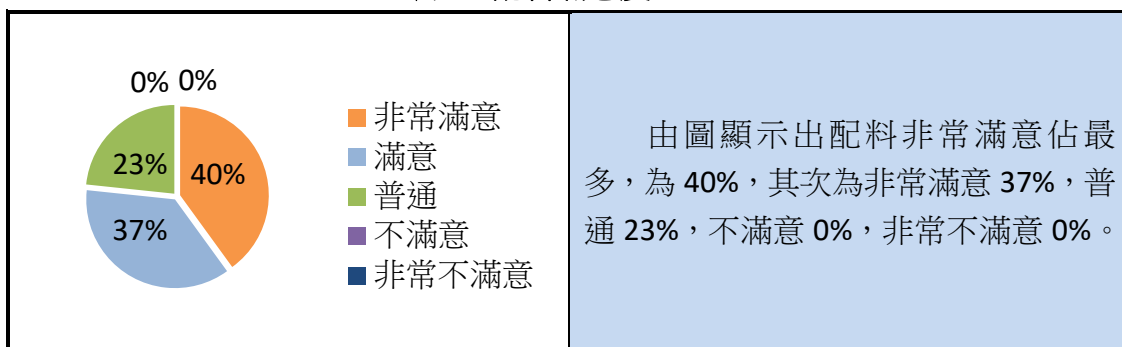 0% 0%
23%
40%
37%
非常滿意
滿意
普通
不滿意
非常不滿意
由圖顯示出配料非常滿意佔最
多，為 40%，其次為非常滿意 37%，普
通 23%，不滿意 0%，非常不滿意 0%。